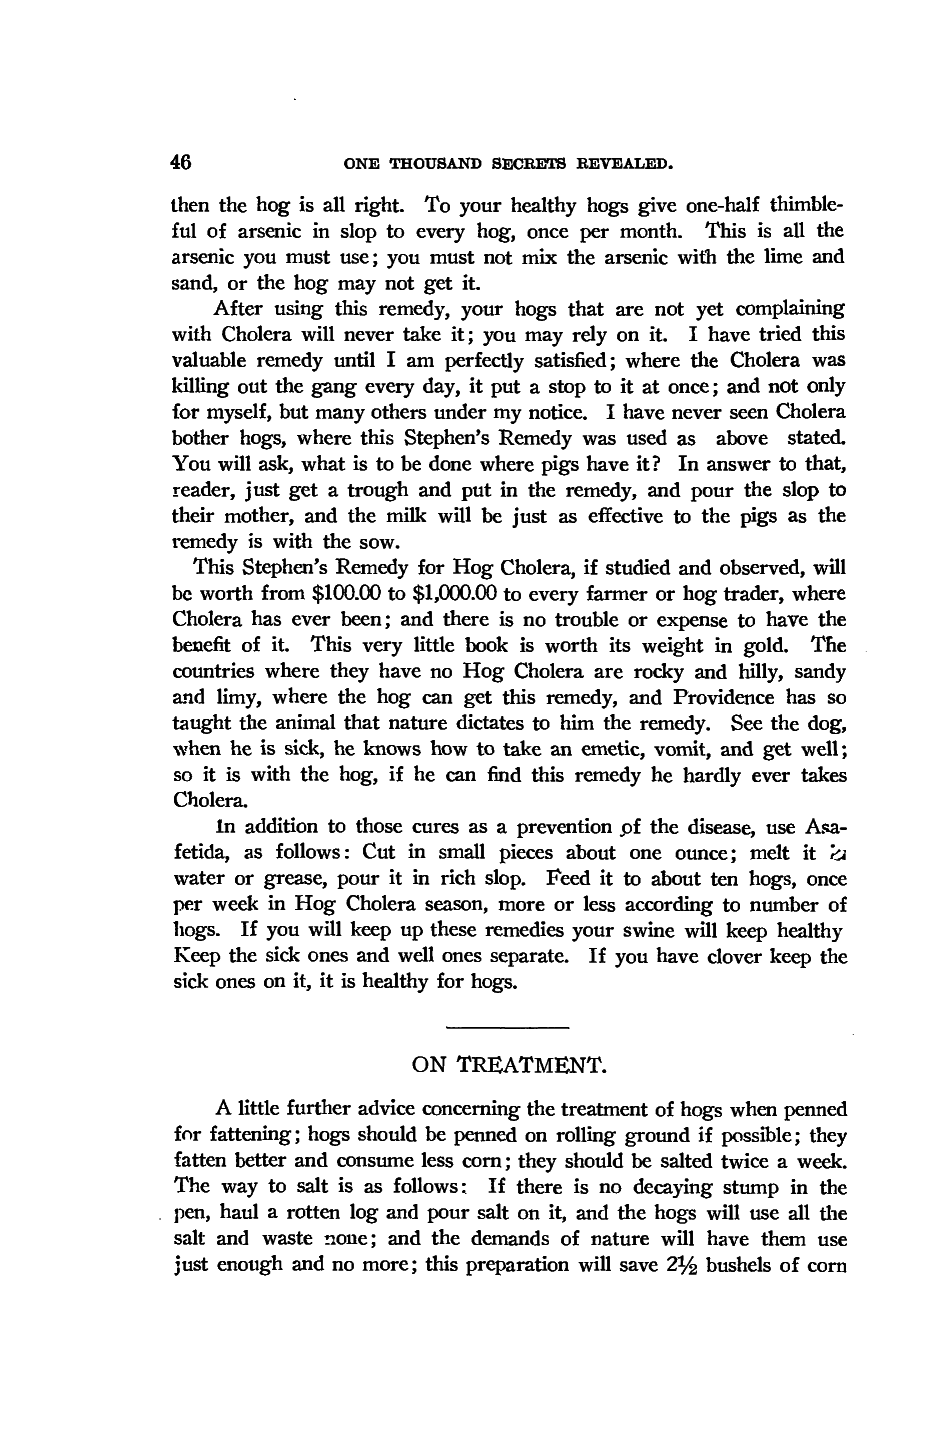 46 ONE THOUSAND SECRETS REVEALED.
then the hog is all right. To your healthy hogs give one-half thimble-
ful of arsenic in slop to every hog, once per month. This is all the
arsenic you must use; you must not mix the arsenic with the lime and
sand, or the hog may not get it.
After using this remedy, your hogs that are not yet complaining
with Cholera will never take it; you may rely on it. I have tried this
valuable remedy until I am perfectly satisfied; where the Cholera was
killing out the gang every day, it put a stop to it at once; and not only
for myself, but many others under my notice. I have never seen Cholera
bother hogs, where this Stephen's Remedy was used as above stated.
You will ask, what is to be done where pigs have it? In answer to that,
reader, just get a trough and put in the remedy, and pour the slop to
their mother, and the milk will be just as effective to the pigs as the
remedy is with the sow.
This Stephen's Remedy for Hog Cholera, if studied and observed, will
be worth from $100.00 to $1,000.00 to every farmer or hog trader, where
Cholera has ever been; and there is no trouble or expense to have the
benefit of it. This very little book is worth its weight in gold. The
countries where they have no Hog Cholera are rocky and hilly, sandy
and limy, where the hog can get this remedy, and Providence has so
taught the animal that nature dictates to him the remedy. See the dog,
when he is sick, he knows how to take an emetic, vomit, and get well;
so it is with the hog, if he can find this remedy he hardly ever takes
Cholera.
In addition to those cures as a prevention of the disease, use Asa-
fetida, as follows: Cut in small pieces about one ounce; melt it in
water or grease, pour it in rich slop. Feed it to about ten hogs, once
per week in Hog Cholera season, more or less according to number of
hogs. If you will keep up these remedies your swine will keep healthy
Keep the sick ones and well ones separate. If you have clover keep the
sick ones on it, it is healthy for hogs.
ON TREATMENT.
A little further advice concerning the treatment of hogs when penned
for fattening; hogs should be penned on rolling ground if possible; they
fatten better and consume less corn; they should be salted twice a week.
The way to salt is as follows: If there is no decaying stump in the
pen, haul a rotten log and pour salt on it, and the hogs will use all the
salt and waste none; and the demands of nature will have them use
just enough and no more; this preparation will save 2½ bushels of corn